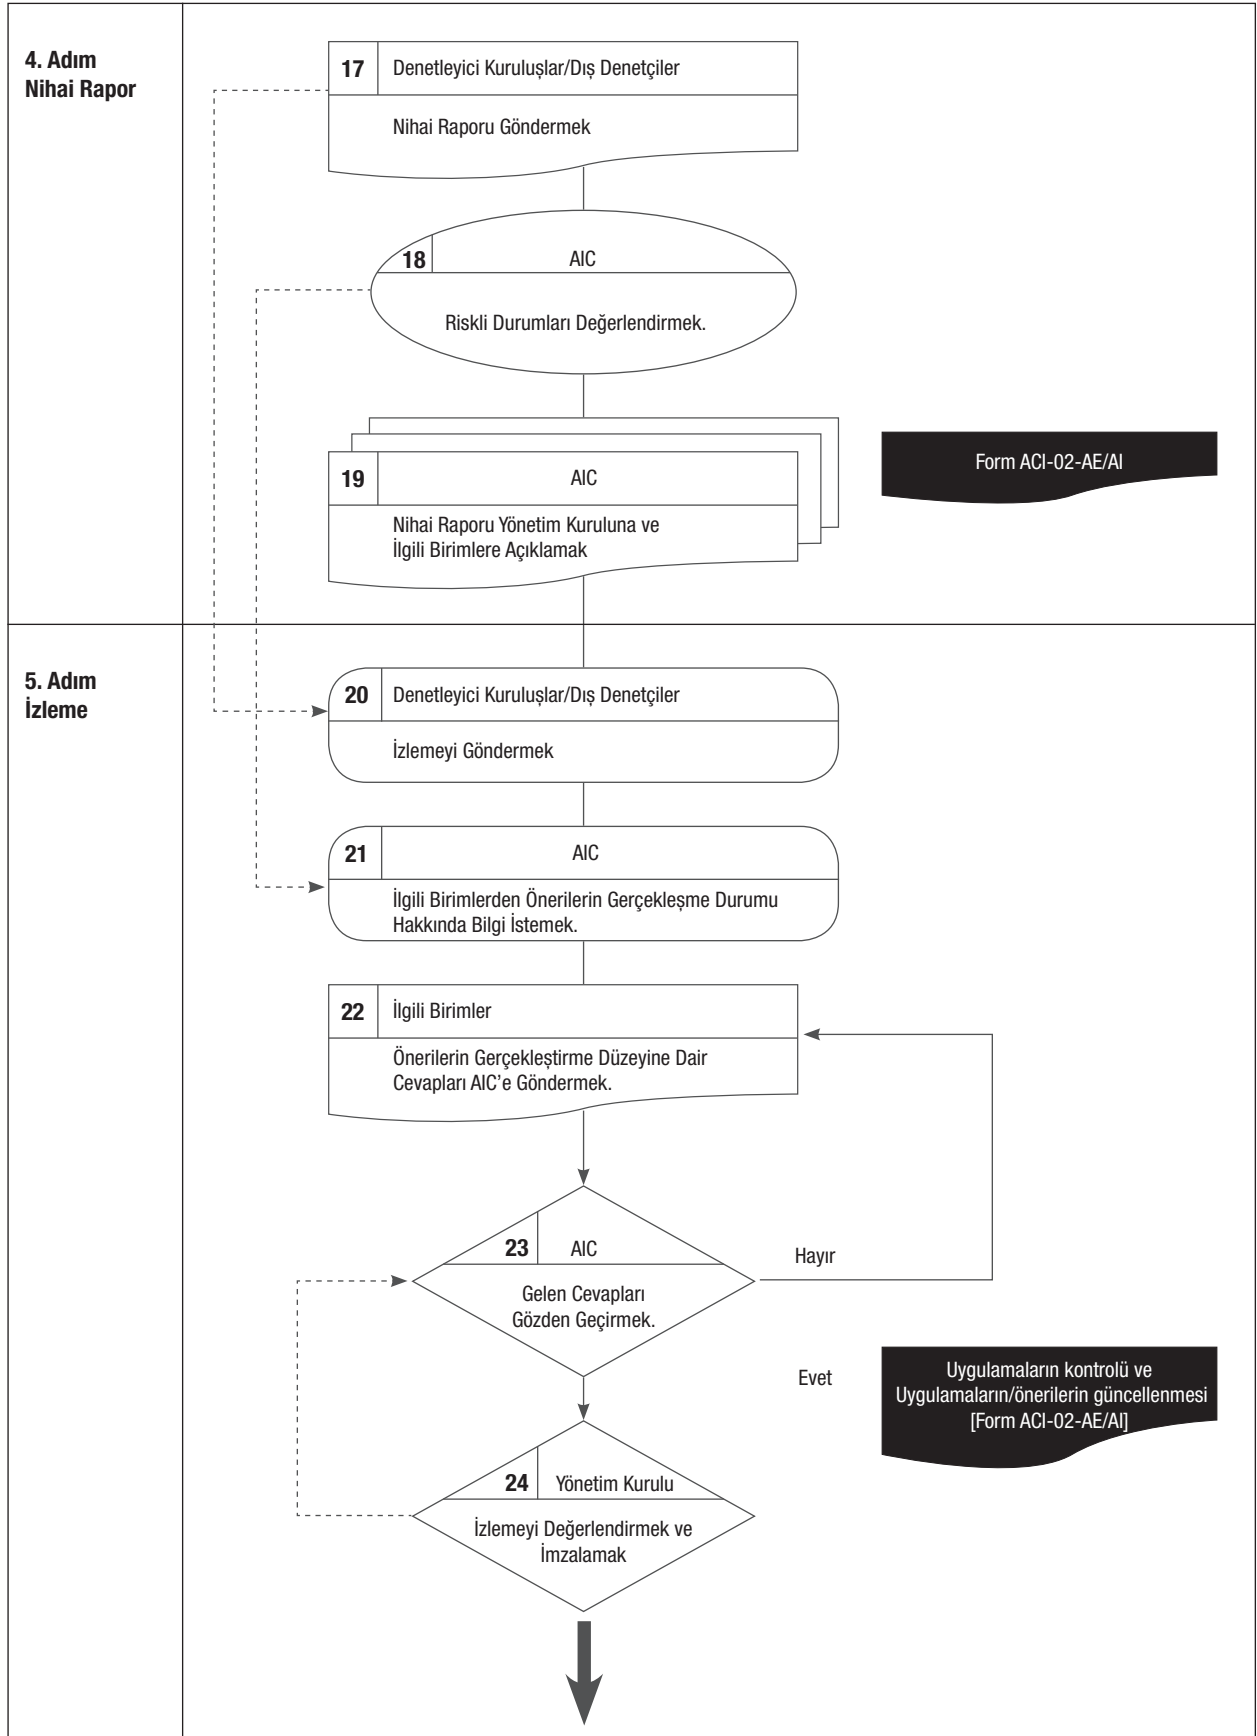 4. Adım
Nihai Rapor
17
Denetleyici Kuruluşlar/Dış Denetçiler
Nihai Raporu Göndermek
18
AIC
Riskli Durumları Değerlendirmek.
19
AIC
Nihai Raporu Yönetim Kuruluna ve
İlgili Birimlere Açıklamak
Form ACI-02-AE/AI
5. Adım
İzleme
20
Denetleyici Kuruluşlar/Dış Denetçiler
İzlemeyi Göndermek
21
AIC
İlgili Birimlerden Önerilerin Gerçekleşme Durumu
Hakkında Bilgi İstemek.
22
İlgili Birimler
Önerilerin Gerçekleştirme Düzeyine Dair
Cevapları AIC’e Göndermek.
23
AIC
Gelen Cevapları
Gözden Geçirmek.
Hayır
Evet
Uygulamaların kontrolü ve
Uygulamaların/önerilerin güncellenmesi
[Form ACI-02-AE/AI]
24
Yönetim Kurulu
İzlemeyi Değerlendirmek ve
İmzalamak